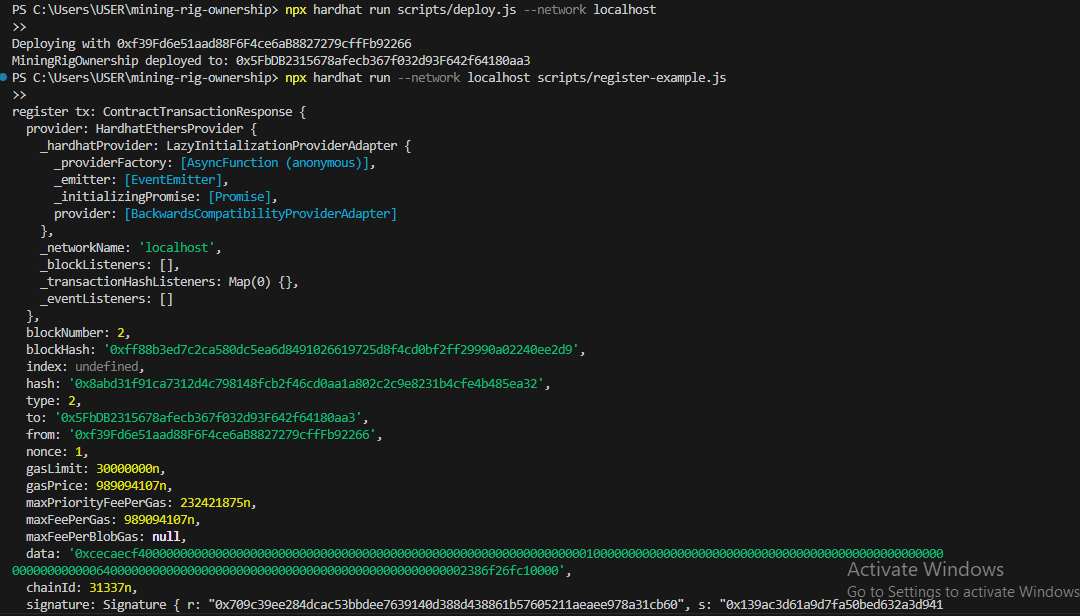 PS C:\Users\USER\mining-rig-ownership> npx hardhat run scripts/deploy.js --network localhost
>>
Deploying with 0xf39Fd6e51aad88F6F4ce6aB8827279cffFb92266
MiningRigOwnership deployed to: 0x5FbDB2315678afecb367f032d93F642f64180aa3
PS C:\Users\USER\mining-rig-ownership> npx hardhat run --network localhost scripts/register-example.js
>>
register tx: ContractTransactionResponse {
  provider: HardhatEthersProvider {
    _hardhatProvider: LazyInitializationProviderAdapter {
      _providerFactory: [AsyncFunction (anonymous)],
      _emitter: [EventEmitter],
      _initializingPromise: [Promise],
      provider: [BackwardsCompatibilityProviderAdapter]
    },
    _networkName: 'localhost',
    _blockListeners: [],
    _transactionHashListeners: Map(0) {},
    _eventListeners: []
  },
  blockNumber: 2,
  blockHash: '0xff88b3ed7c2ca580dc5ea6d8491026619725d8f4cd0bf2ff29990a02240ee2d9',
  index: undefined,
  hash: '0x8abd31f91ca7312d4c798148fcb2f46cd0aa1a802c2c9e8231b4cfe4b485ea32',
  type: 2,
  to: '0x5FbDB2315678afecb367f032d93F642f64180aa3',
  from: '0xf39Fd6e51aad88F6F4ce6aB8827279cffFb92266',
  nonce: 1,
  gasLimit: 30000000n,
  gasPrice: 989094107n,
  maxPriorityFeePerGas: 232421875n,
  maxFeePerGas: 989094107n,
  maxFeePerBlobGas: null,
  data: '0xcecaecf4000000000000000000000000000000000000000000000000000000000000000100000000000000000000000000000000000000000000000000
00000000000064000000000000000000000000000000000000000000000000002386f26fc10000',
  chainId: 31337n,
  signature: Signature { r: "0x709c39ee284dcac53bbdee7639140d388d438861b57605211aeaee978a31cb60", s: "0x139ac3d61a9d7fa50bed632a3d941
Activate Windows
Go to Settings to activate Windows